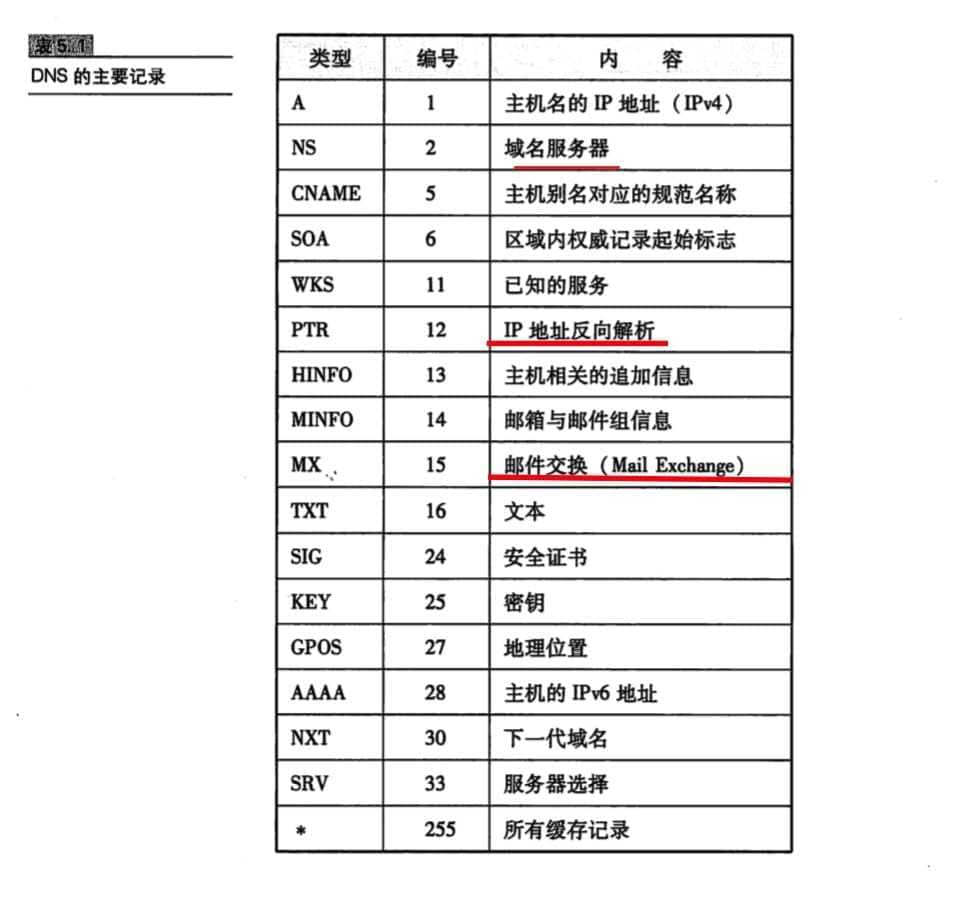 表5.1
DNS 的主要记录
类型 编号 内 容
A 1 主机名的 IP 地址（IPv4）
NS 2 域名服务器
CNAME 5 主机别名对应的规范名称
SOA 6 区域内权威记录起始标志
WKS 11 已知的服务
PTR 12 IP 地址反向解析
HINFO 13 主机相关的追加信息
MINFO 14 邮箱与邮件组信息
MX 15 邮件交换（Mail Exchange）
TXT 16 文本
SIG 24 安全证书
KEY 25 密钥
GPOS 27 地理位置
AAAA 28 主机的 IPv6 地址
NXT 30 下一代域名
SRV 33 服务器选择
* 255 所有缓存记录